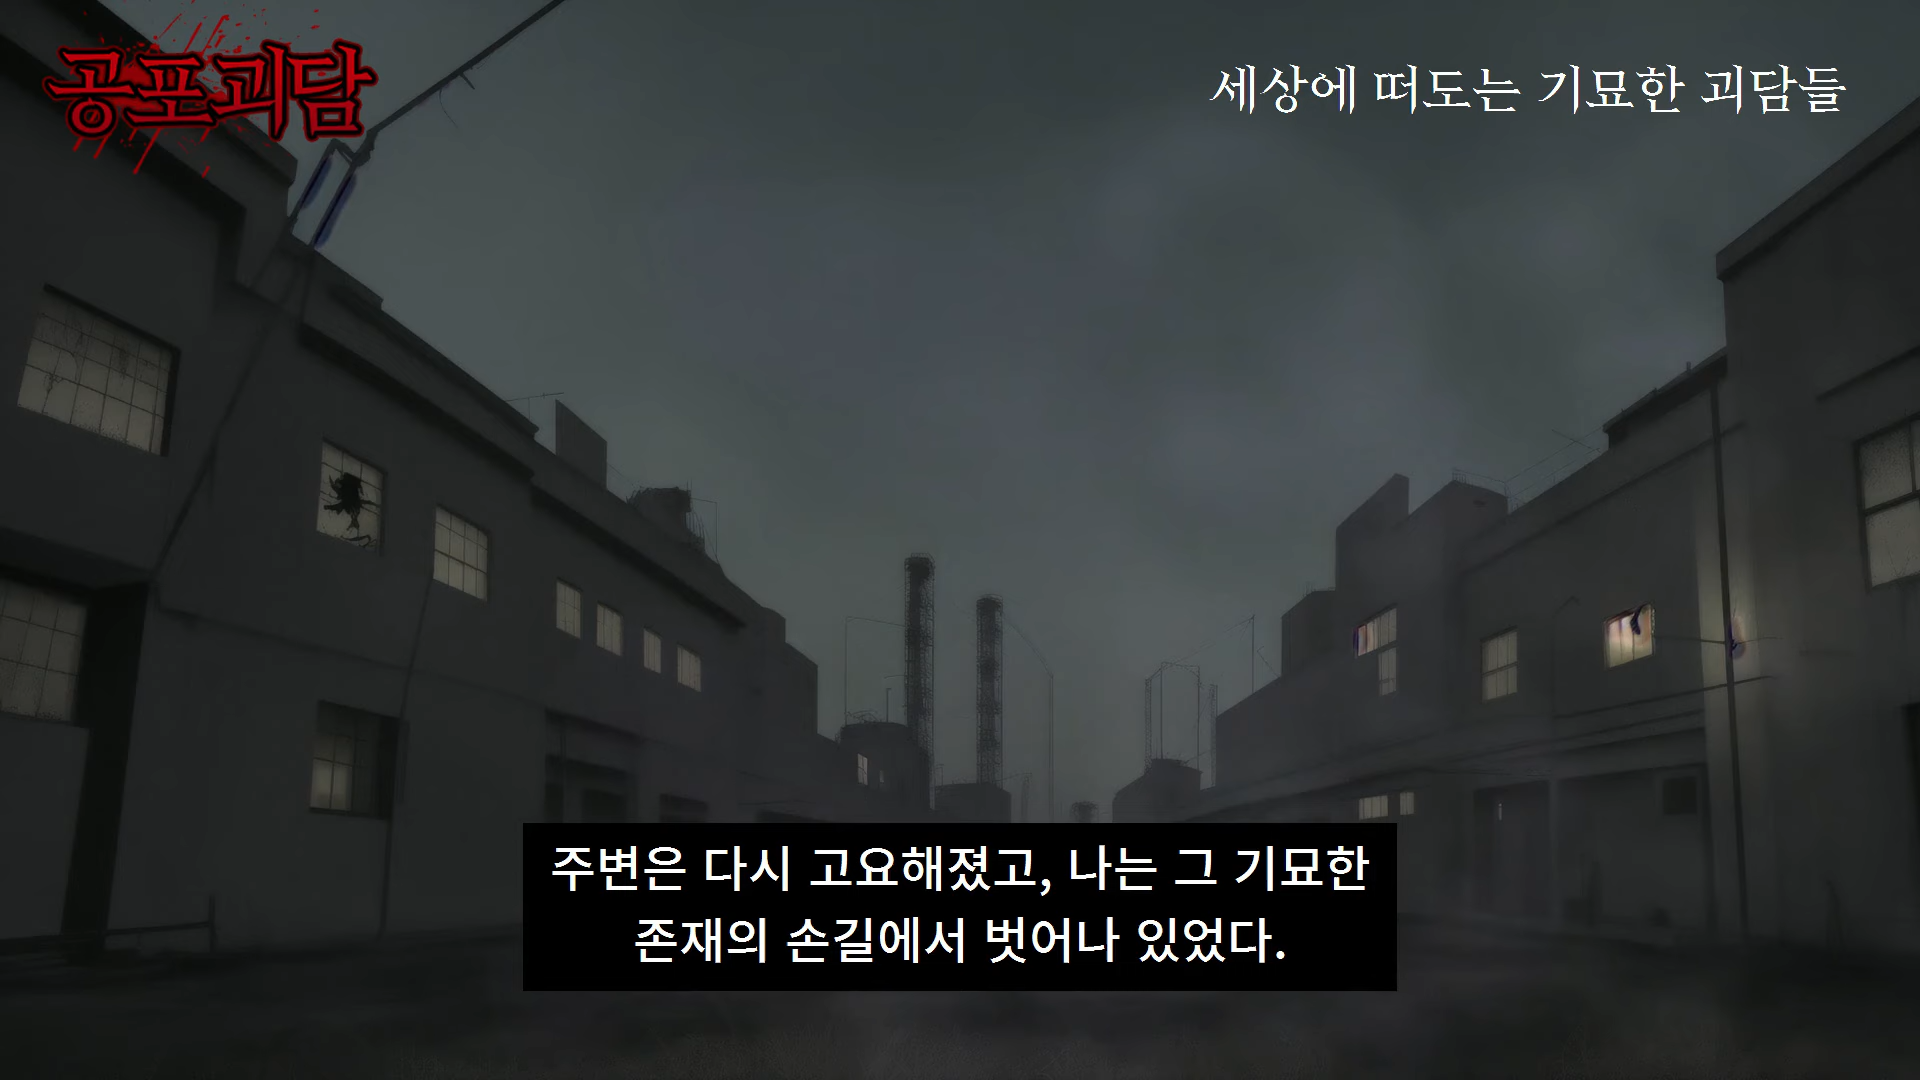 공포괴담
세상에 떠도는 기묘한 괴담들
주변은 다시 고요해졌고, 나는 그 기묘한
존재의 손길에서 벗어나 있었다.